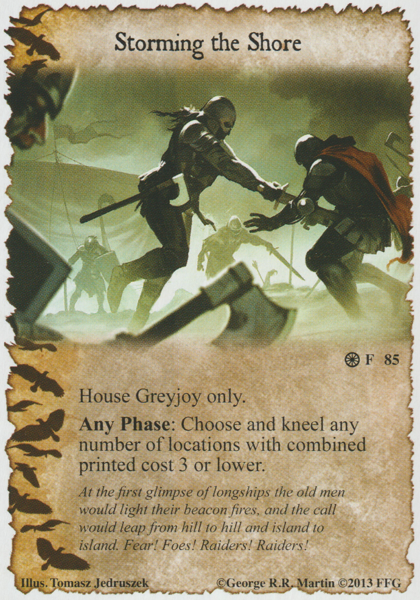 Storming the Shore
F 85
House Greyjoy only.
Any Phase: Choose and kneel any
number of locations with combined
printed cost 3 or lower.
At the first glimpse of longships the old men
would light their beacon fires, and the call
would leap from hill to hill and island to
island. Fear! Foes! Raiders! Raiders!
Illus. Tomasz Jedruszek ©George R.R. Martin ©2013 FFG